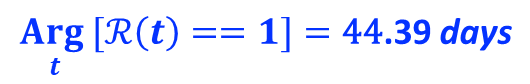 Arg [ℛ(t) == 1] = 44.39 days
t